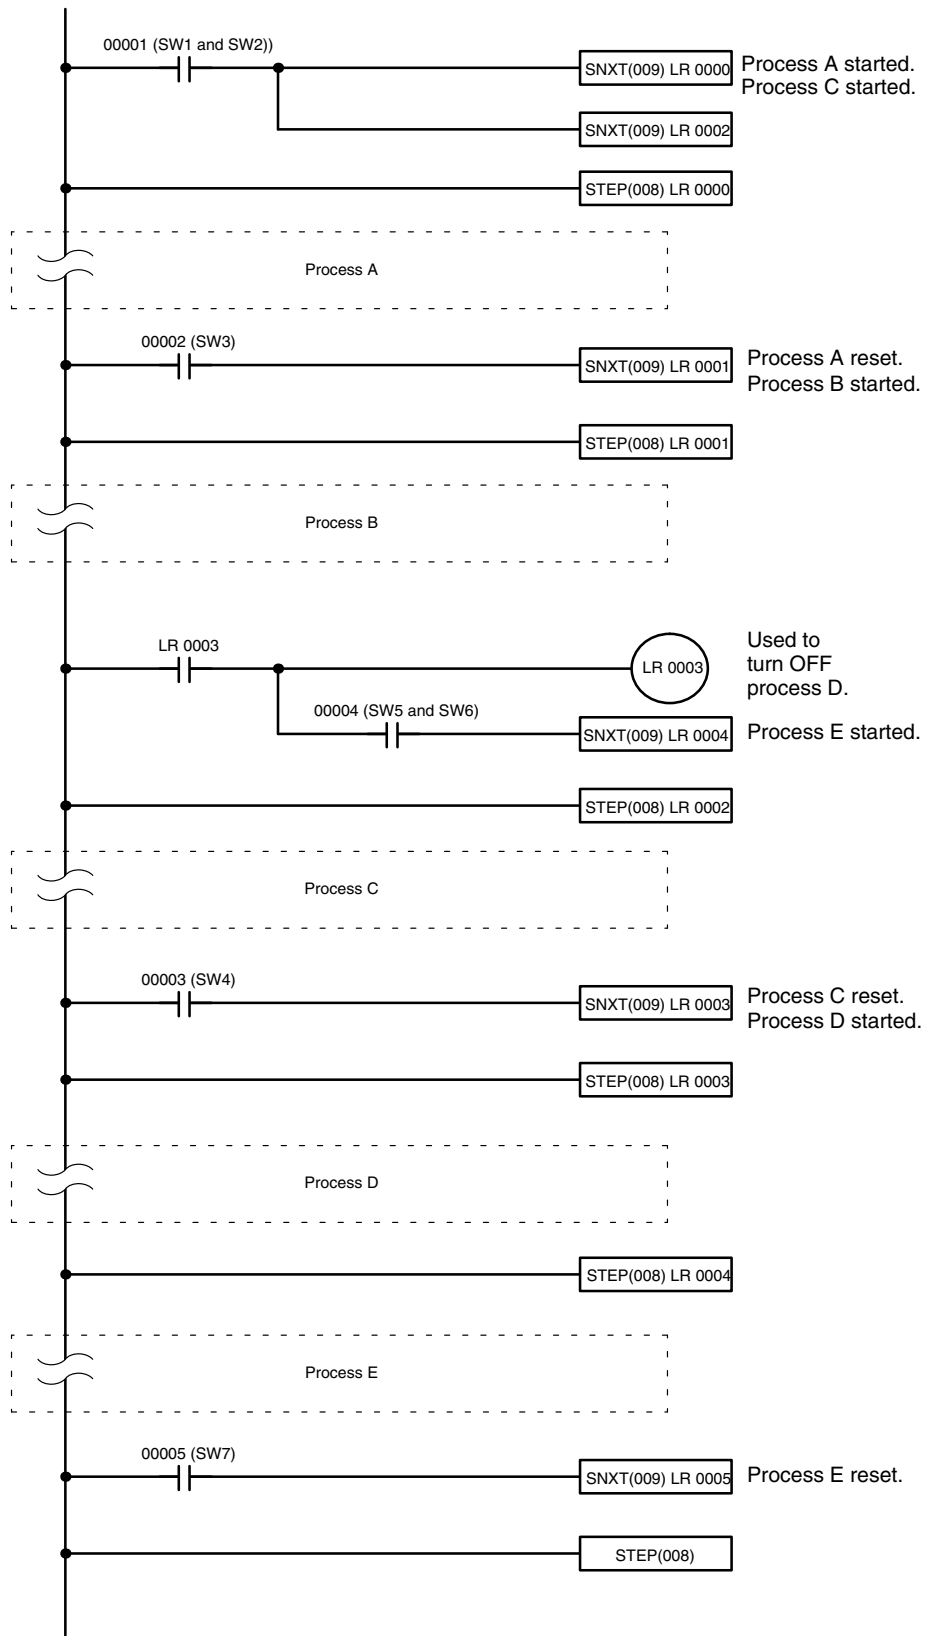 00001 (SW1 and SW2))
SNXT(009) LR 0000
Process A started.
Process C started.
SNXT(009) LR 0002
STEP(008) LR 0000
Process A
00002 (SW3)
SNXT(009) LR 0001
Process A reset.
Process B started.
STEP(008) LR 0001
Process B
LR 0003
LR 0003
Used to
turn OFF
process D.
00004 (SW5 and SW6)
SNXT(009) LR 0004
Process E started.
STEP(008) LR 0002
Process C
00003 (SW4)
SNXT(009) LR 0003
Process C reset.
Process D started.
STEP(008) LR 0003
Process D
STEP(008) LR 0004
Process E
00005 (SW7)
SNXT(009) LR 0005
Process E reset.
STEP(008)